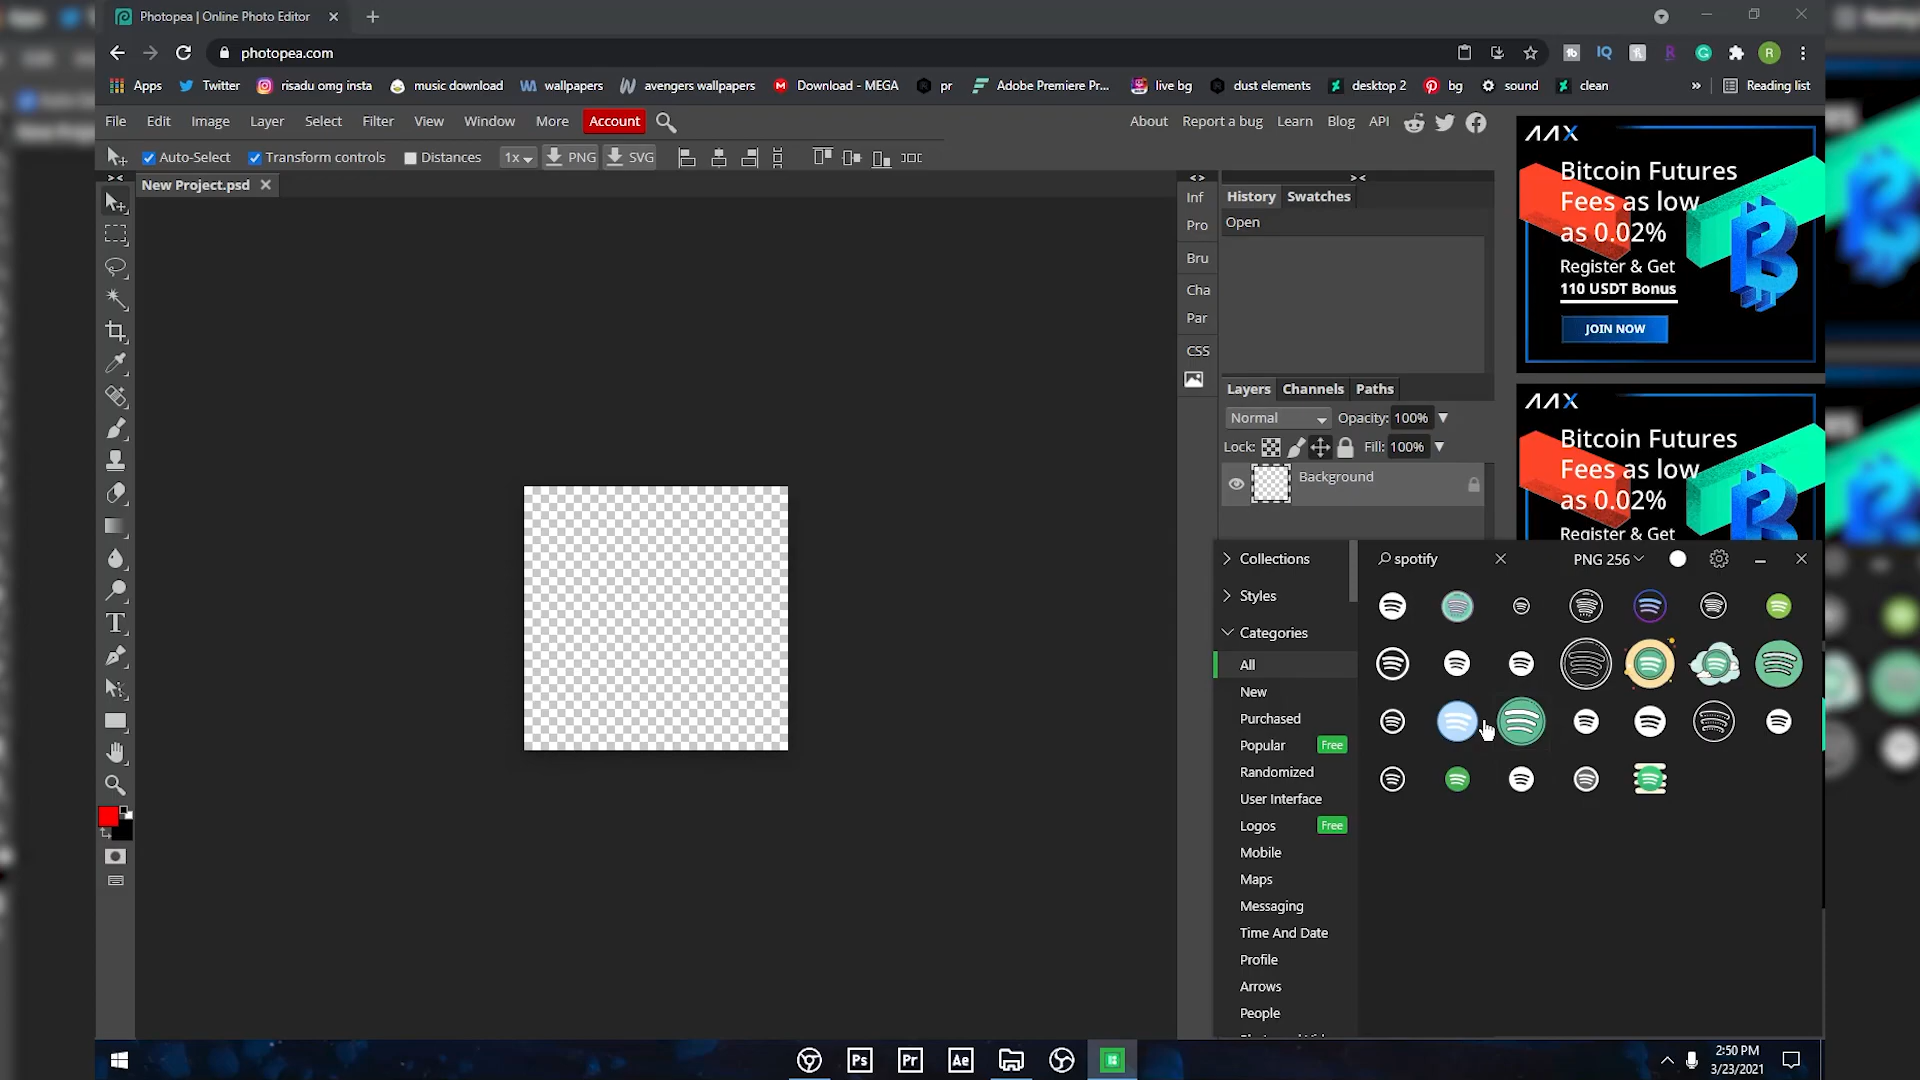 Photopea | Online Photo Editor
photopea.com
Apps
Twitter
risadu omg insta
music download
wallpapers
avengers wallpapers
Download - MEGA
pr
Adobe Premiere Pr...
live bg
dust elements
desktop 2
bg
sound
clean
»
Reading list
File Edit Image Layer Select Filter View Window More Account
About Report a bug Learn Blog API
Auto-Select Transform controls Distances 1x PNG SVG
New Project.psd
Inf
Pro
Bru
Cha
Par
CSS
History Swatches
Open
Layers Channels Paths
Normal Opacity: 100%
Lock: Fill: 100%
Background
AAX
Bitcoin Futures
Fees as low
as 0.02%
Register & Get
110 USDT Bonus
JOIN NOW
AAX
Bitcoin Futures
Fees as low
as 0.02%
Register & Get
Collections
Styles
Categories
All
New
Purchased
Popular Free
Randomized
User Interface
Logos Free
Mobile
Maps
Messaging
Time And Date
Profile
Arrows
People
spotify
PNG 256
Ps
Pr
Ae
2:50 PM
3/23/2021